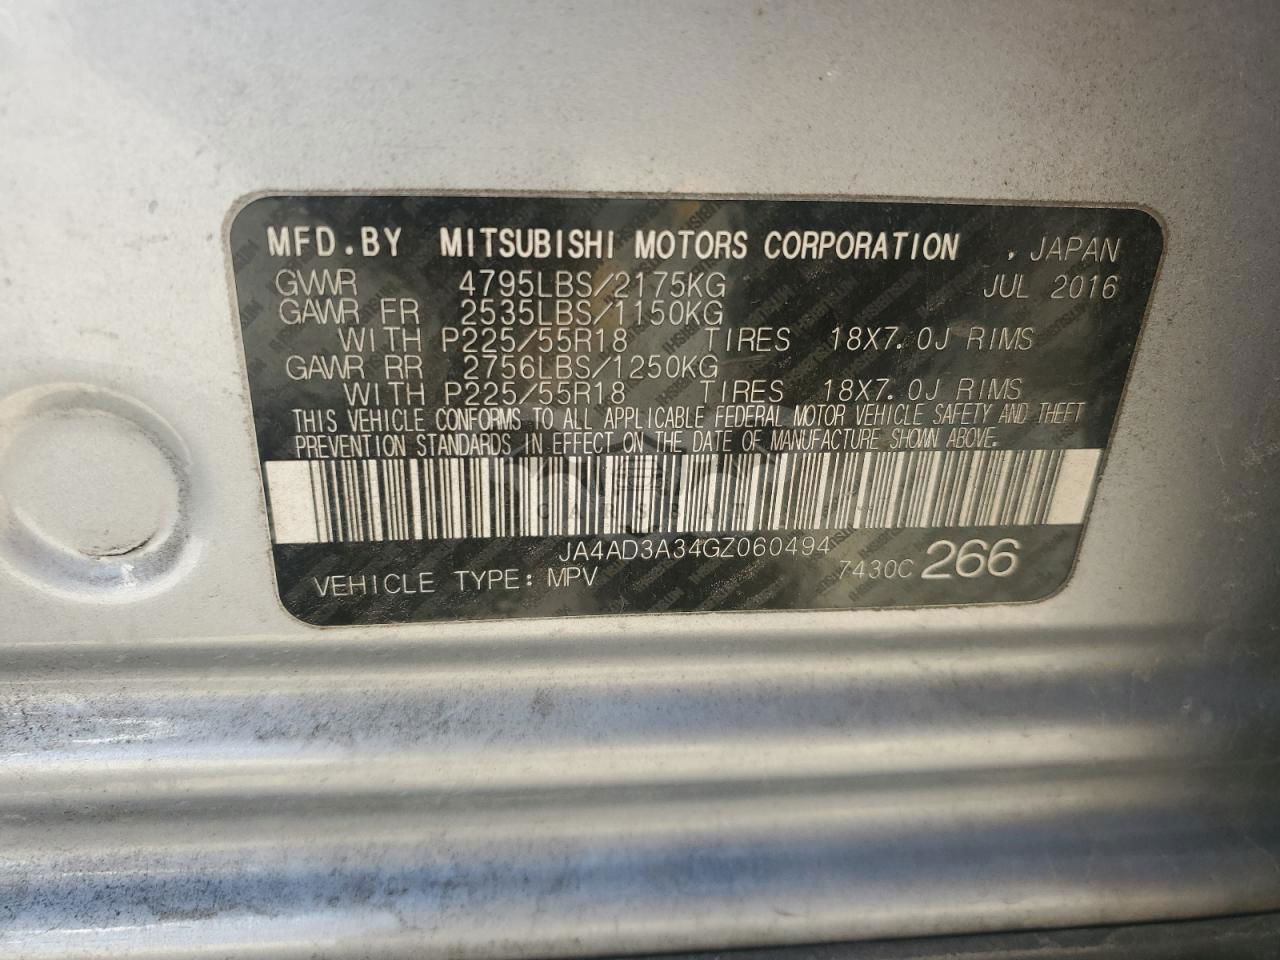 MFD.BY MITSUBISHI MOTORS CORPORATION , JAPAN
GVWR 4795LBS/2175KG JUL 2016
GAWR FR 2535LBS/1150KG
WITH P225/55R18 TIRES 18X7.0J RIMS
GAWR RR 2756LBS/1250KG
WITH P225/55R18 TIRES 18X7.0J RIMS
THIS VEHICLE CONFORMS TO ALL APPLICABLE FEDERAL MOTOR VEHICLE SAFETY AND THEFT
PREVENTION STANDARDS IN EFFECT ON THE DATE OF MANUFACTURE SHOWN ABOVE.
JA4AD3A34GZ060494
VEHICLE TYPE: MPV 7430C 266